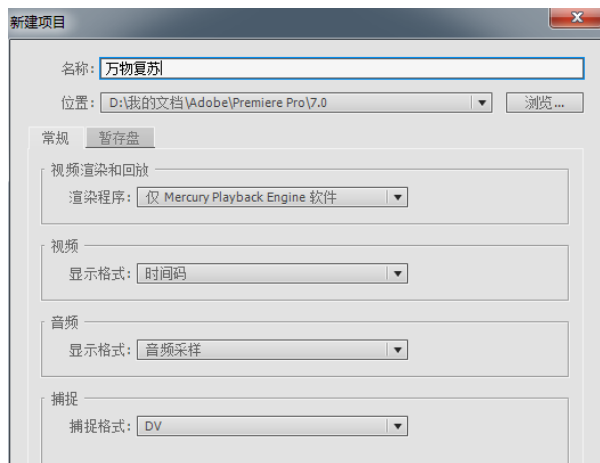 新建项目
名称: 万物复苏
位置: D:\我的文档\Adobe\Premiere Pro\7.0 浏览...
常规 暂存盘
视频渲染和回放
渲染程序: 仅 Mercury Playback Engine 软件
视频
显示格式: 时间码
音频
显示格式: 音频采样
捕捉
捕捉格式: DV